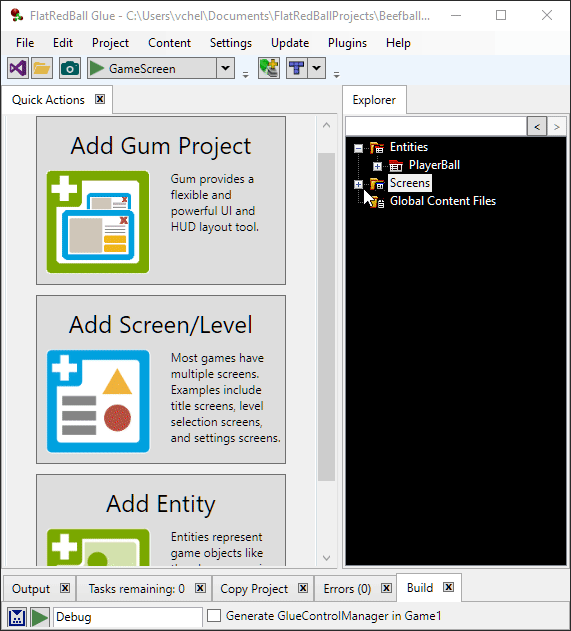 FlatRedBall Glue - C:\Users\vchel\Documents\FlatRedBallProjects\Beefball...
File Edit Project Content Settings Update Plugins Help
GameScreen
Quick Actions
Explorer
Add Gum Project
Gum provides a
flexible and
powerful UI and
HUD layout tool.
Add Screen/Level
Most games have
multiple screens.
Examples include
title screens, level
selection screens,
and settings screens.
Add Entity
Entities represent
game objects like
< >
Entities
PlayerBall
Screens
Global Content Files
Output Tasks remaining: 0 Copy Project Errors (0) Build
Debug Generate GlueControlManager in Game1